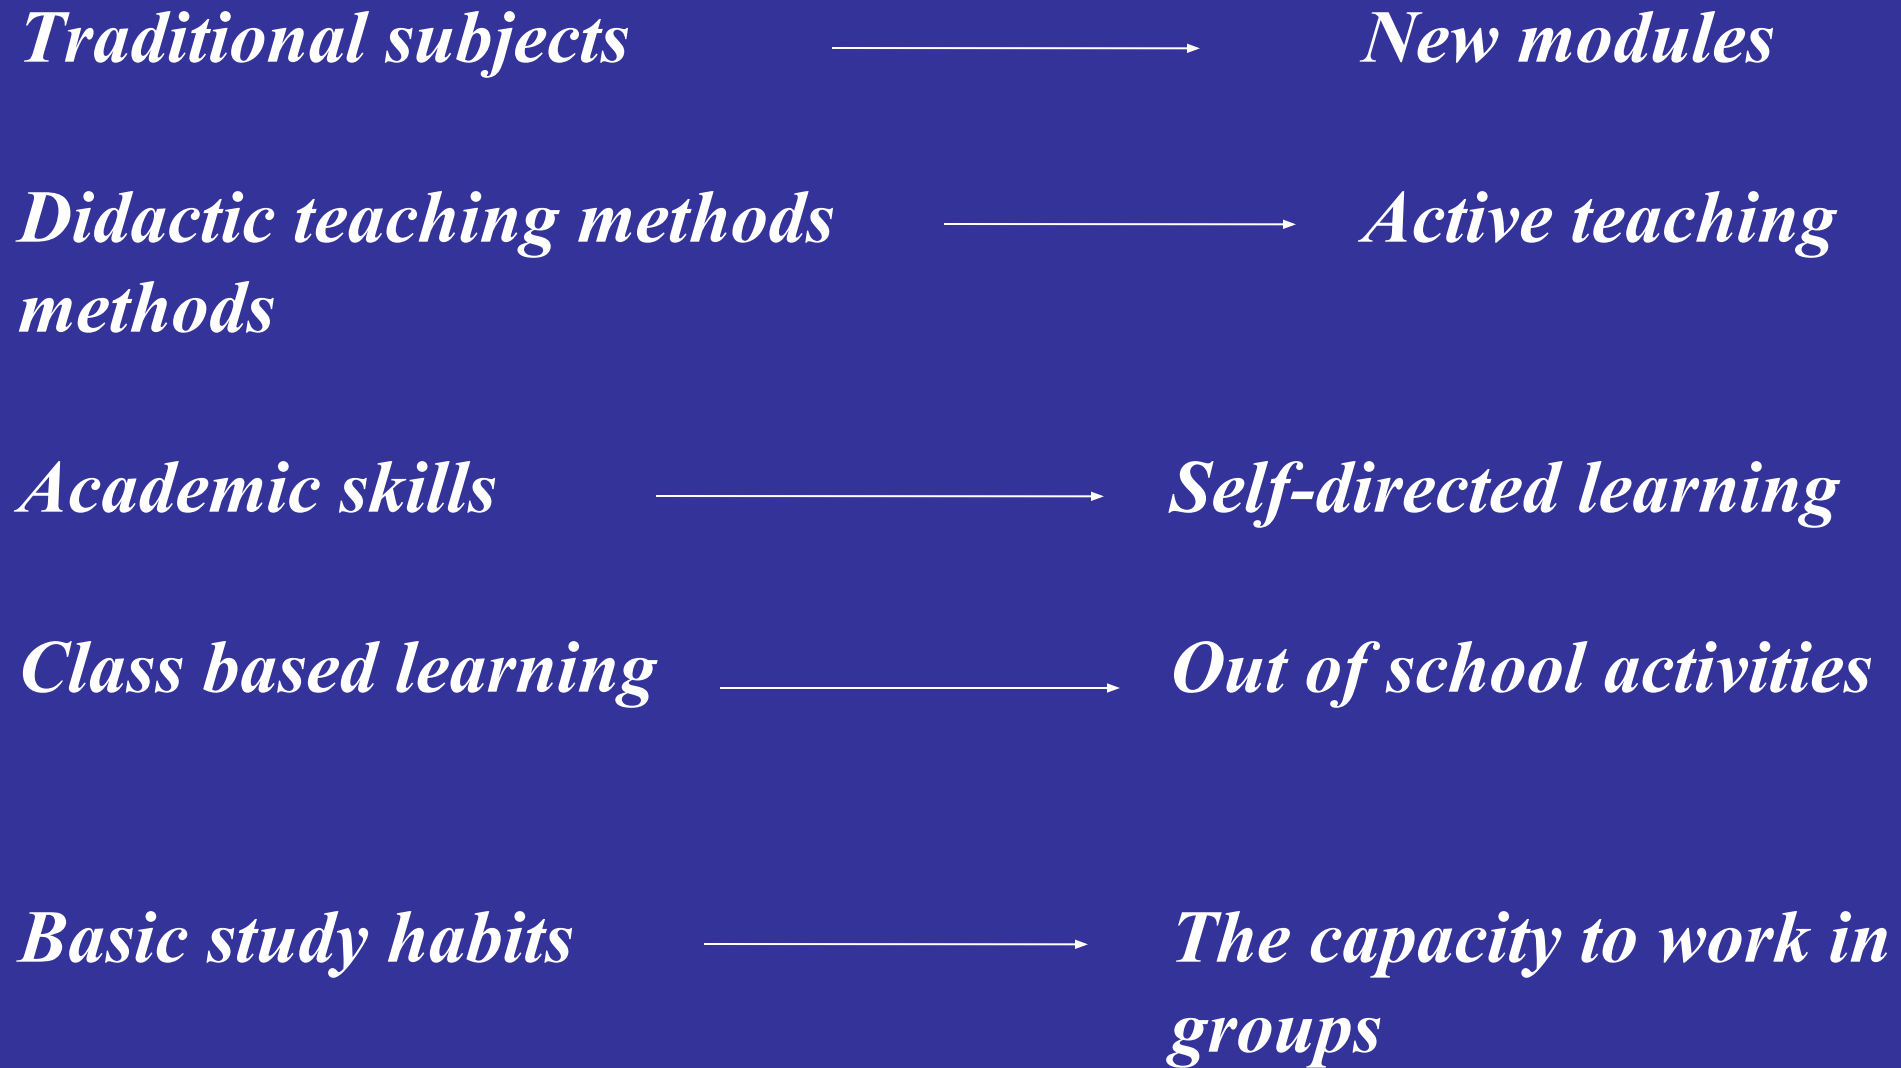 Traditional subjects New modules
Didactic teaching methods Active teaching
methods
Academic skills Self-directed learning
Class based learning Out of school activities
Basic study habits The capacity to work in
groups